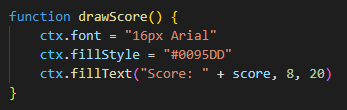 function drawScore() {
    ctx.font = "16px Arial"
    ctx.fillStyle = "#0095DD"
    ctx.fillText("Score: " + score, 8, 20)
}